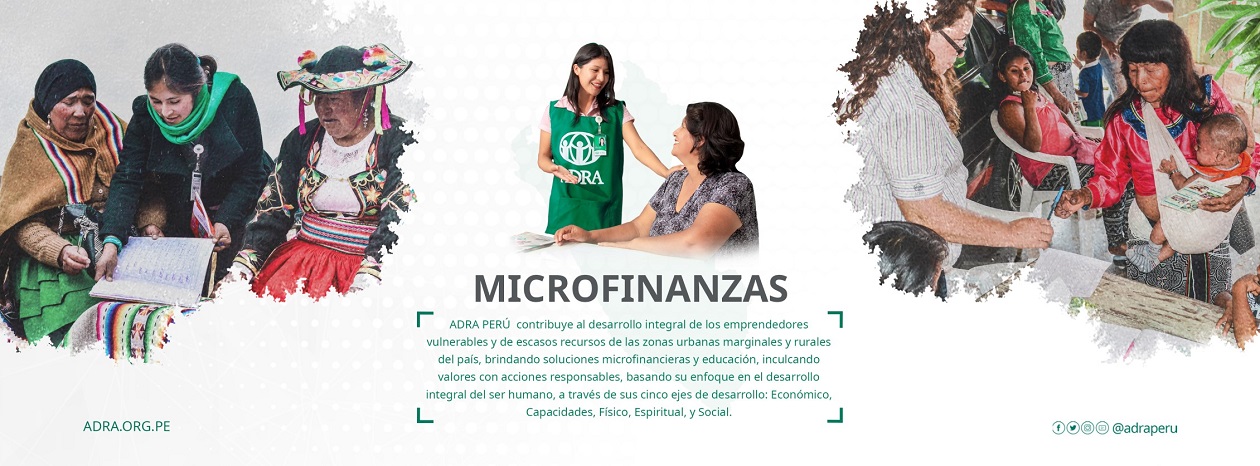 ADRA
MICROFINANZAS
ADRA PERÚ contribuye al desarrollo integral de los emprendedores
vulnerables y de escasos recursos de las zonas urbanas marginales y rurales
del país, brindando soluciones microfinancieras y educación, inculcando
valores con acciones responsables, basando su enfoque en el desarrollo
integral del ser humano, a través de sus cinco ejes de desarrollo: Económico,
Capacidades, Físico, Espiritual, y Social.
ADRA.ORG.PE
@adraperu